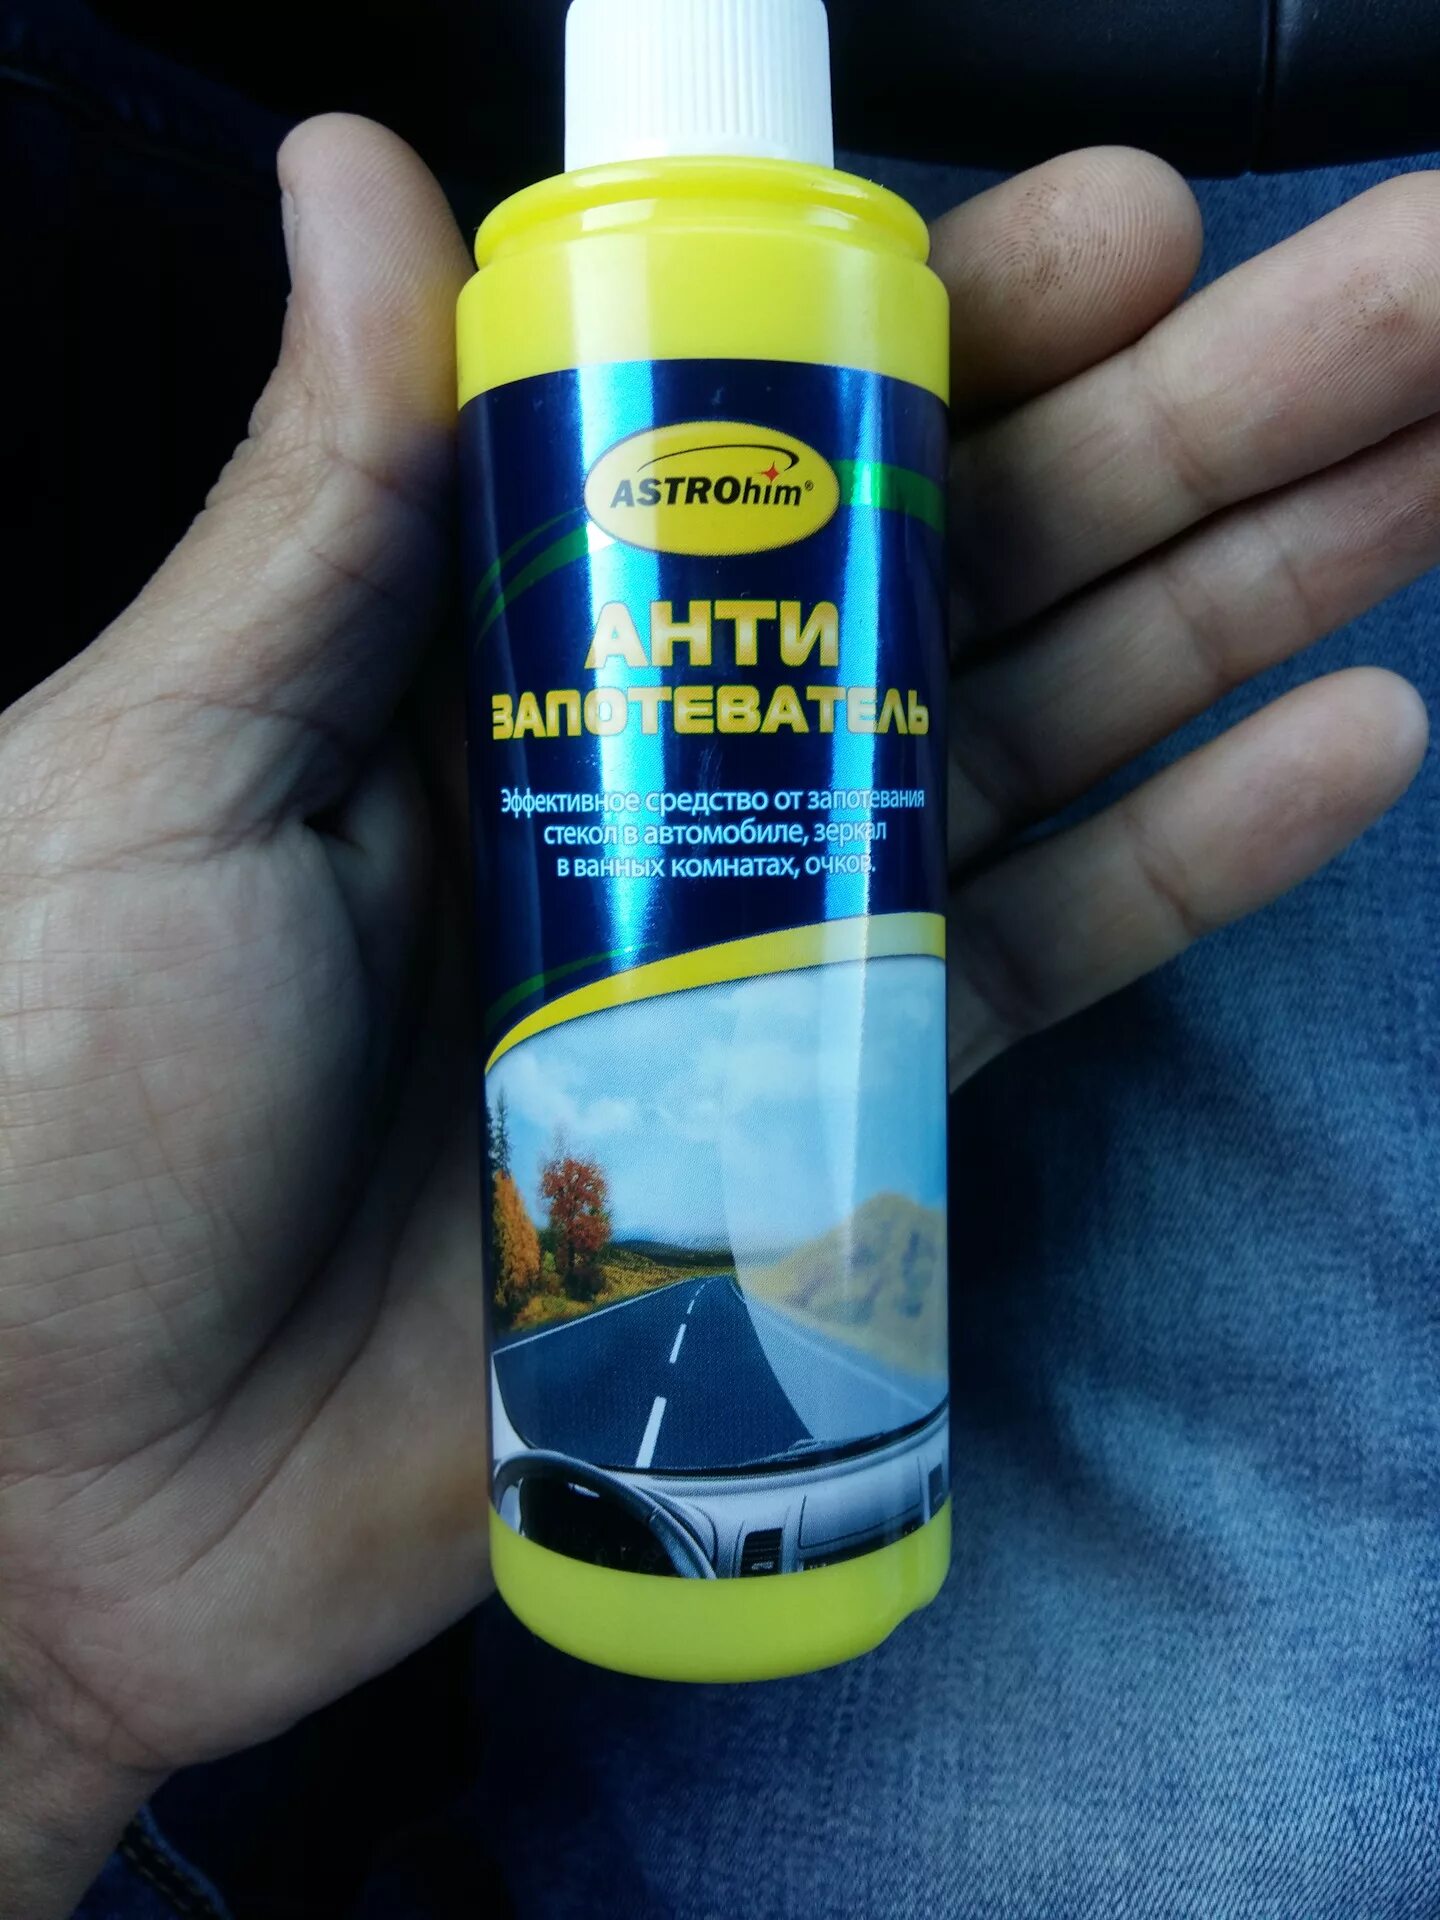 ASTROhim®
АНТИ
ЗАПОТЕВАТЕЛЬ
Эффективное средство от запотевания
стекол в автомобиле, зеркал
в ванных комнатах, очков.